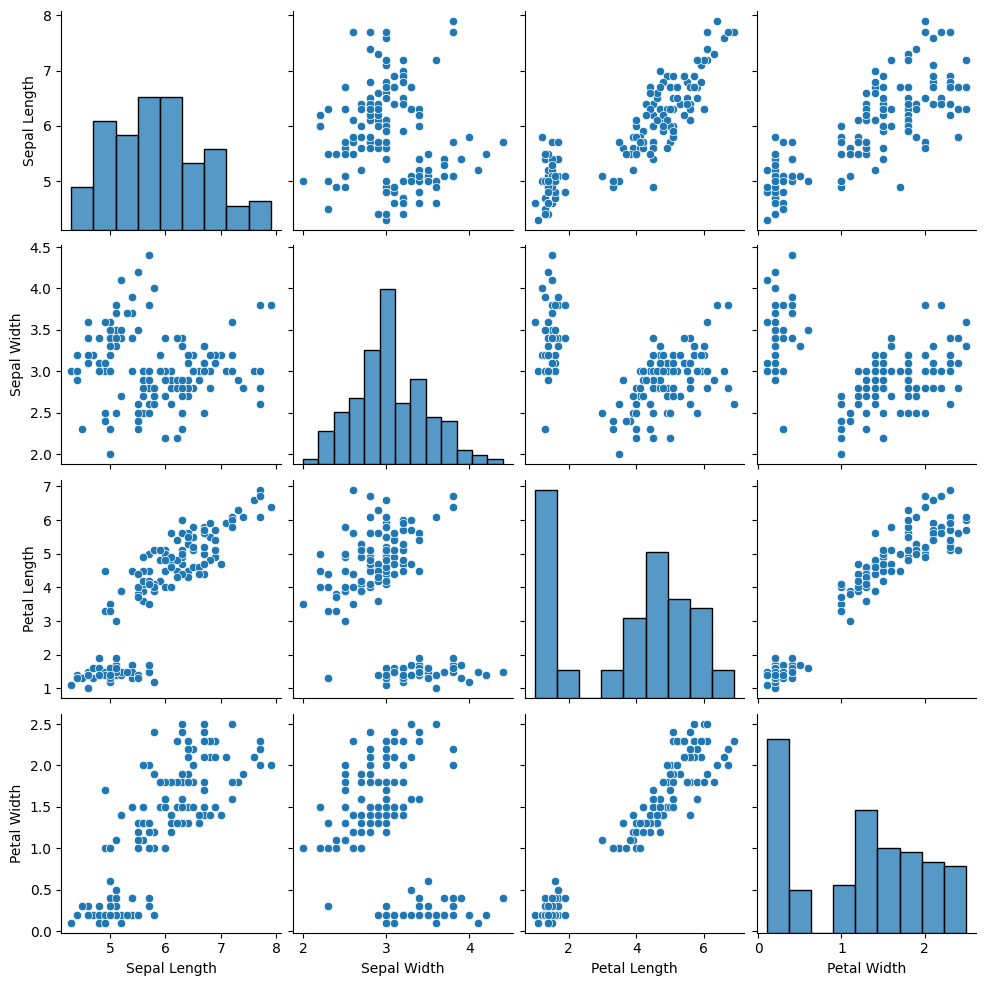 8
7
6
5
Sepal Length
4.5
4.0
3.5
3.0
2.5
2.0
Sepal Width
7
6
5
4
3
2
1
Petal Length
2.5
2.0
1.5
1.0
0.5
0.0
Petal Width
5 6 7 8
2 3 4
2 4 6
0 1 2
Sepal Length Sepal Width Petal Length Petal Width